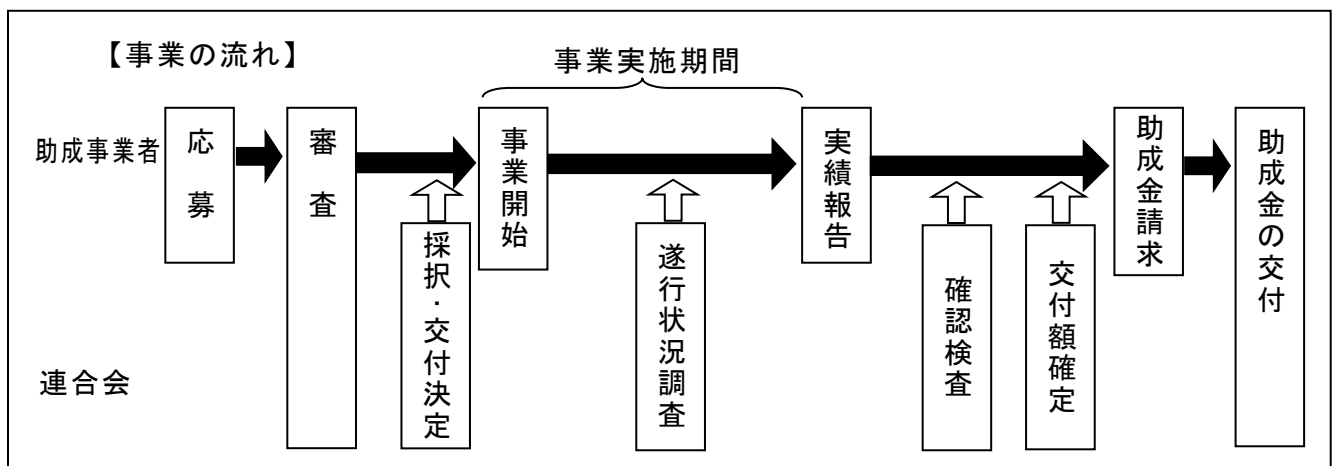 【事業の流れ】
事業実施期間
助成事業者
応募
審査
事業開始
実績報告
助成金請求
助成金の交付
採択・交付決定
遂行状況調査
確認検査
交付額確定
連合会